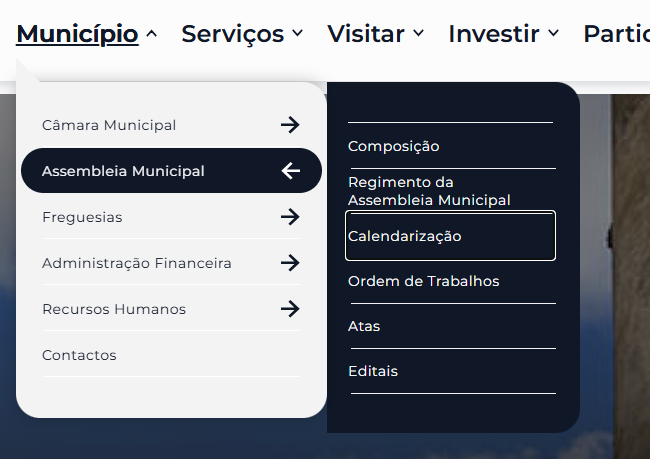 Município Serviços Visitar Investir
Câmara Municipal
Assembleia Municipal
Freguesias
Administração Financeira
Recursos Humanos
Contactos
Composição
Regimento da
Assembleia Municipal
Calendarização
Ordem de Trabalhos
Atas
Editais